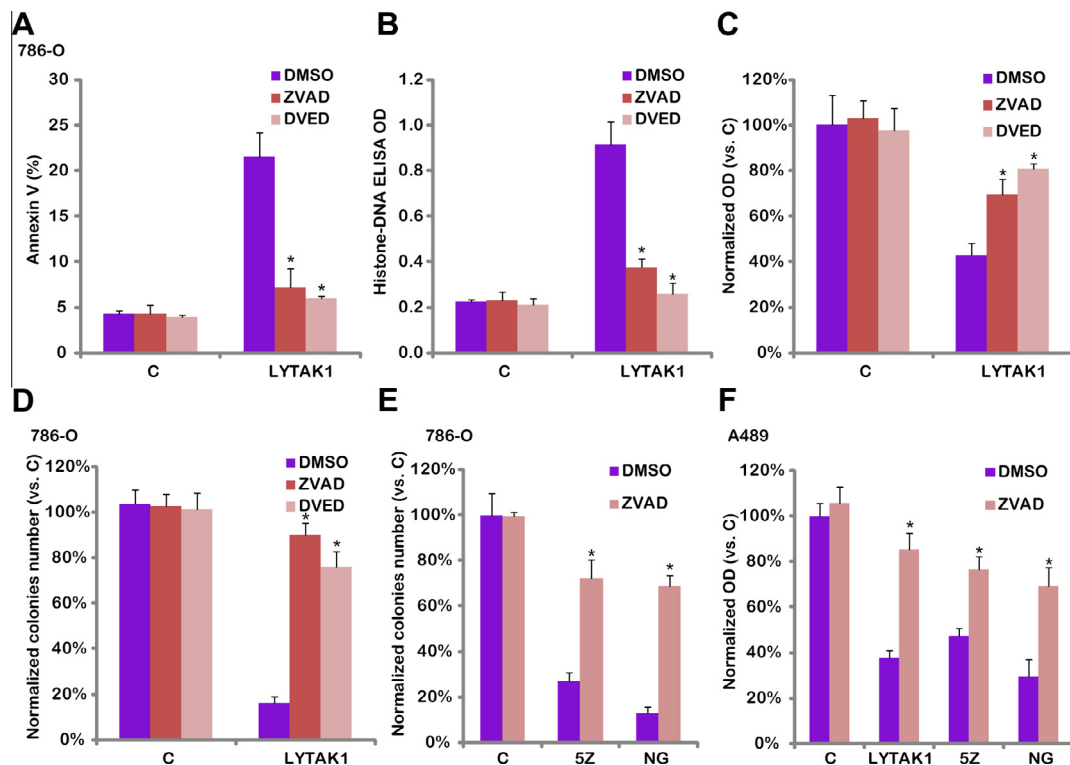 A
786-O
Annexin V (%)
30
25
20
15
10
5
0
DMSO
ZVAD
DVED
*
*
C
LYTAK1
B
Histone-DNA ELISA OD
1.2
1.0
0.8
0.6
0.4
0.2
0.0
DMSO
ZVAD
DVED
*
*
C
LYTAK1
C
Normalized OD (vs. C)
120%
100%
80%
60%
40%
20%
0%
DMSO
ZVAD
DVED
*
*
C
LYTAK1
D
786-O
Normalized colonies number (vs. C)
120%
100%
80%
60%
40%
20%
0%
DMSO
ZVAD
DVED
*
*
C
LYTAK1
E
786-O
Normalized colonies number (vs. C)
120%
100%
80%
60%
40%
20%
0%
DMSO
ZVAD
*
*
C
5Z
NG
F
A489
Normalized OD (vs. C)
120%
100%
80%
60%
40%
20%
0%
DMSO
ZVAD
*
*
*
C
LYTAK1
5Z
NG